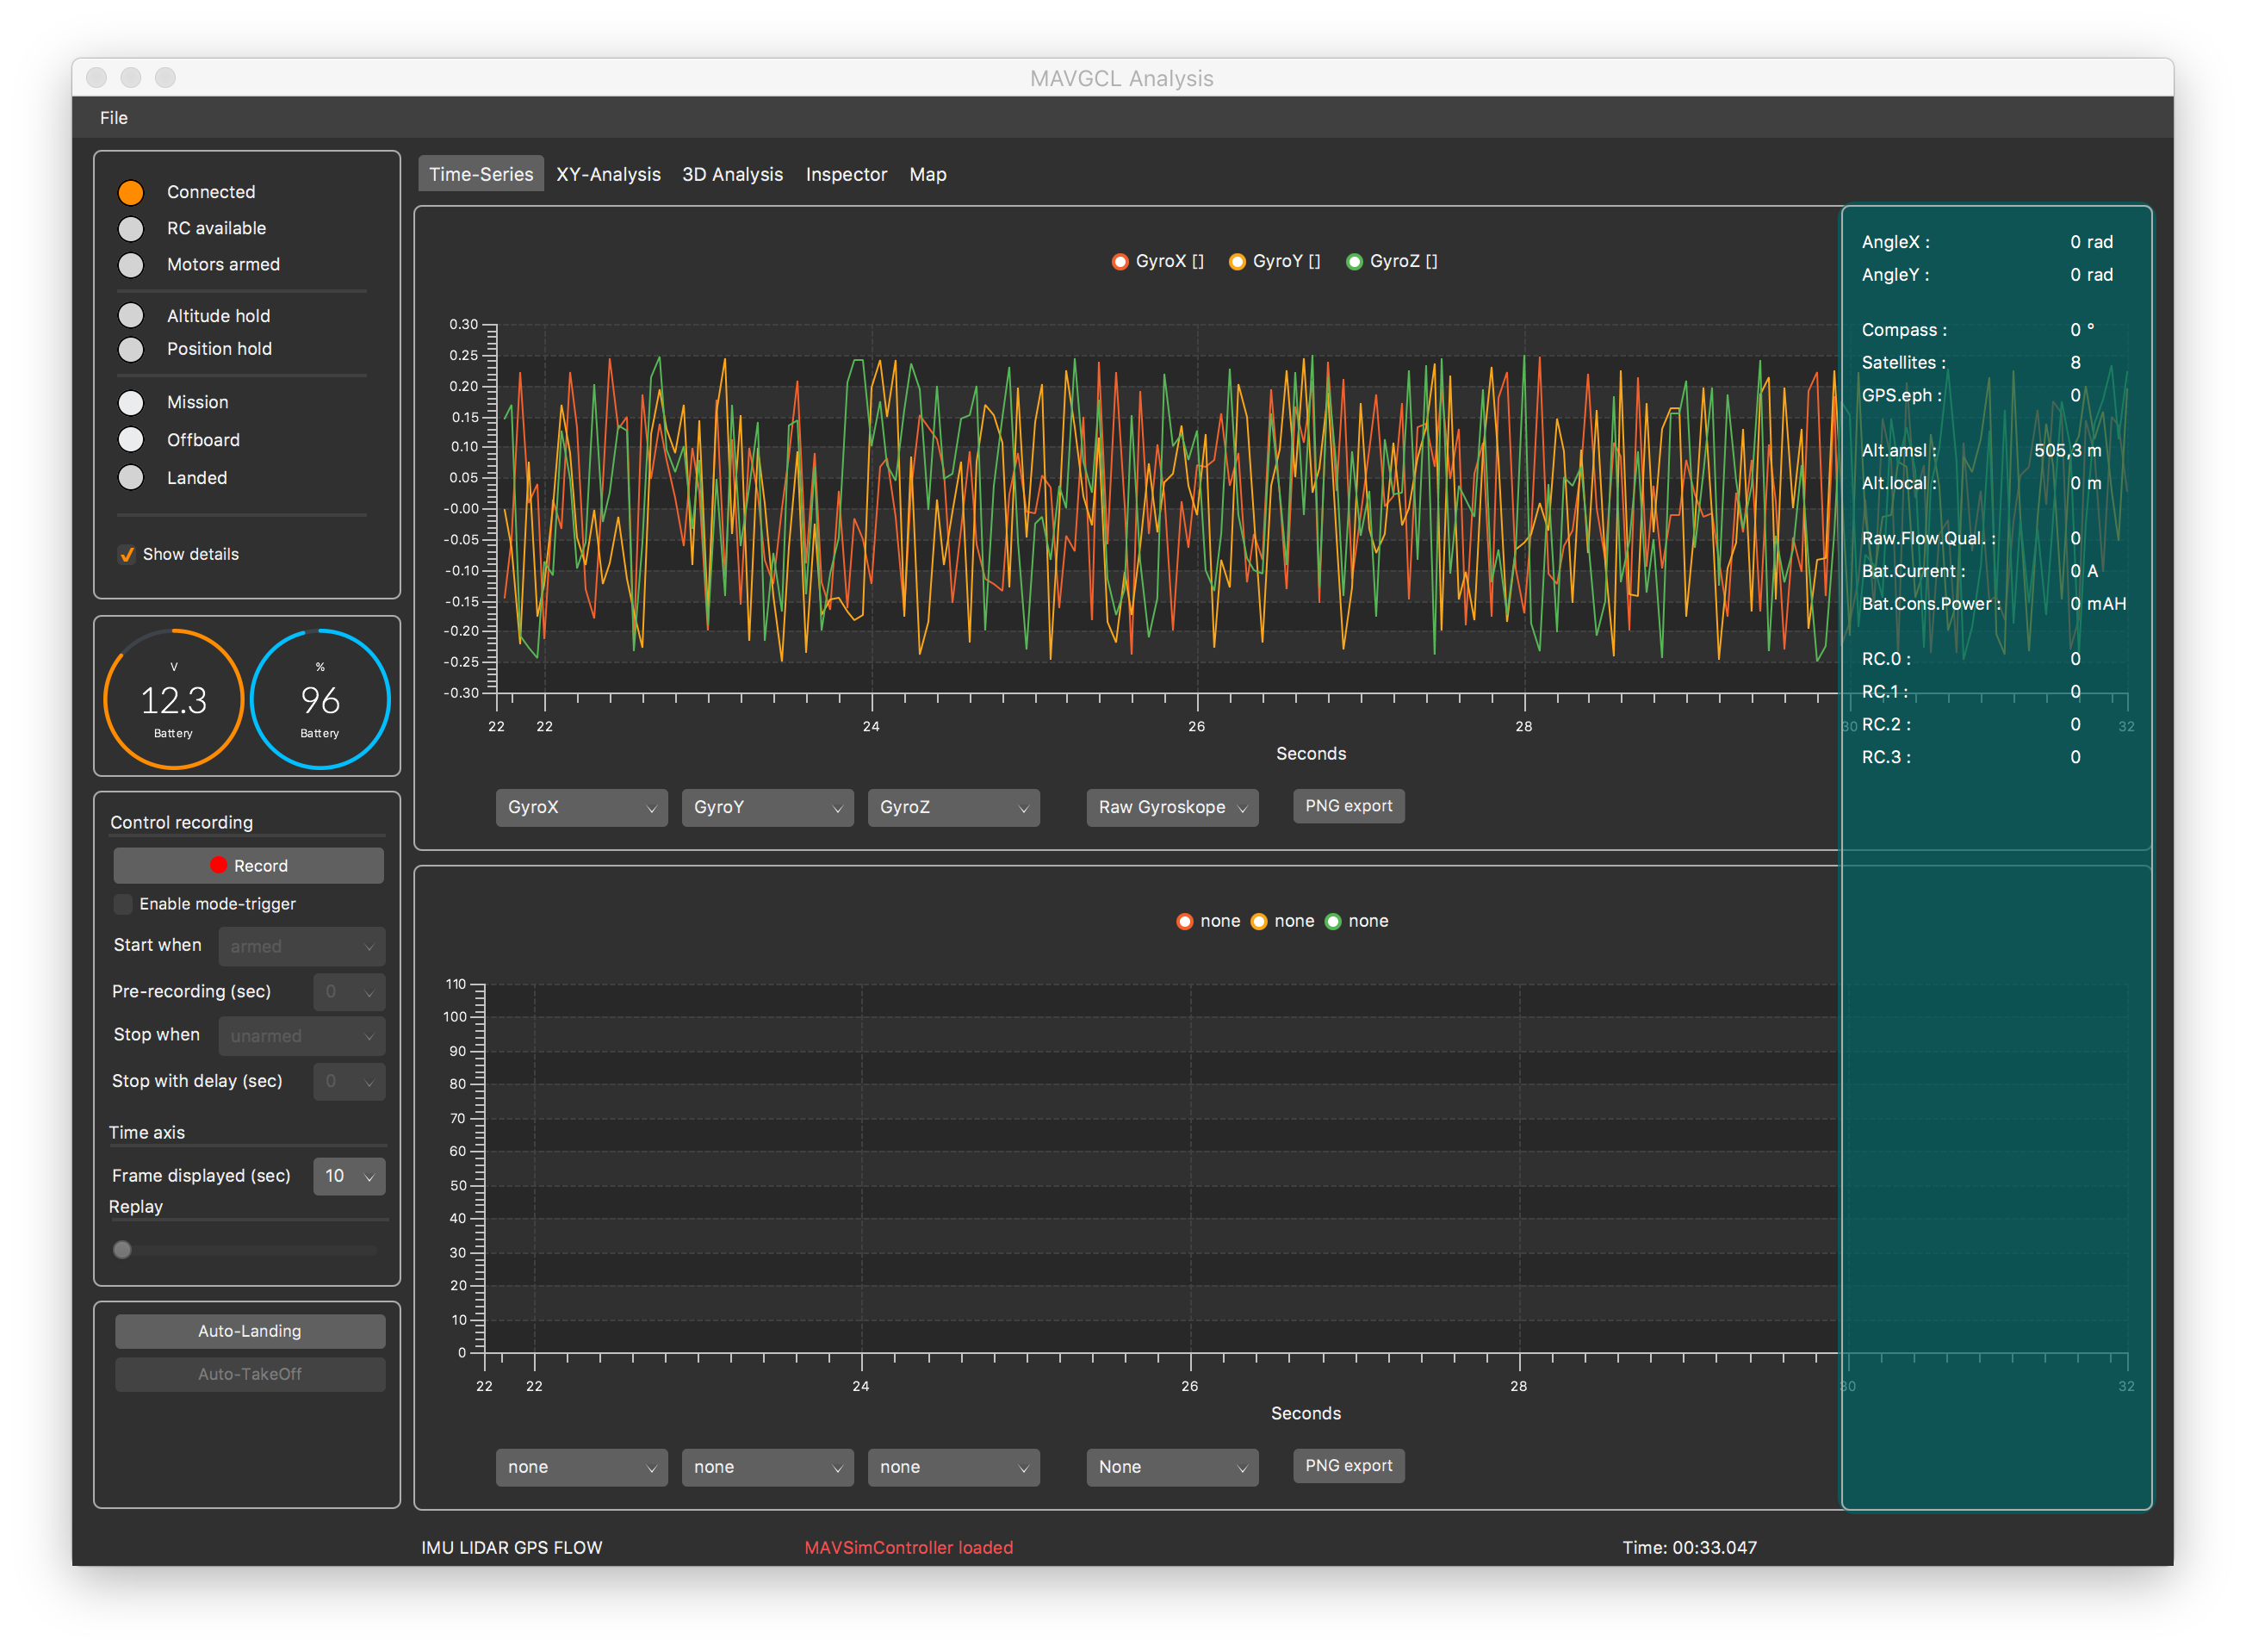 MAVGCL Analysis
File
Connected
RC available
Motors armed
Altitude hold
Position hold
Mission
Offboard
Landed
Show details
V
12.3
Battery
%
96
Battery
Control recording
Record
Enable mode-trigger
Start when armed
Pre-recording (sec) 0
Stop when unarmed
Stop with delay (sec) 0
Time axis
Frame displayed (sec) 10
Replay
Auto-Landing
Auto-TakeOff
Time-Series XY-Analysis 3D Analysis Inspector Map
GyroX [] GyroY [] GyroZ []
0.30
0.25
0.20
0.15
0.10
0.05
-0.00
-0.05
-0.10
-0.15
-0.20
-0.25
-0.30
22 22 24 26 28 30 32
Seconds
GyroX GyroY GyroZ Raw Gyroskope PNG export
none none none
110
100
90
80
70
60
50
40
30
20
10
0
22 22 24 26 28 30 32
Seconds
none none none None PNG export
AngleX : 0 rad
AngleY : 0 rad
Compass : 0 °
Satellites : 8
GPS.eph : 0
Alt.amsl : 505,3 m
Alt.local : 0 m
Raw.Flow.Qual. : 0
Bat.Current : 0 A
Bat.Cons.Power : 0 mAH
RC.0 : 0
RC.1 : 0
RC.2 : 0
RC.3 : 0
IMU LIDAR GPS FLOW MAVSimController loaded Time: 00:33.047